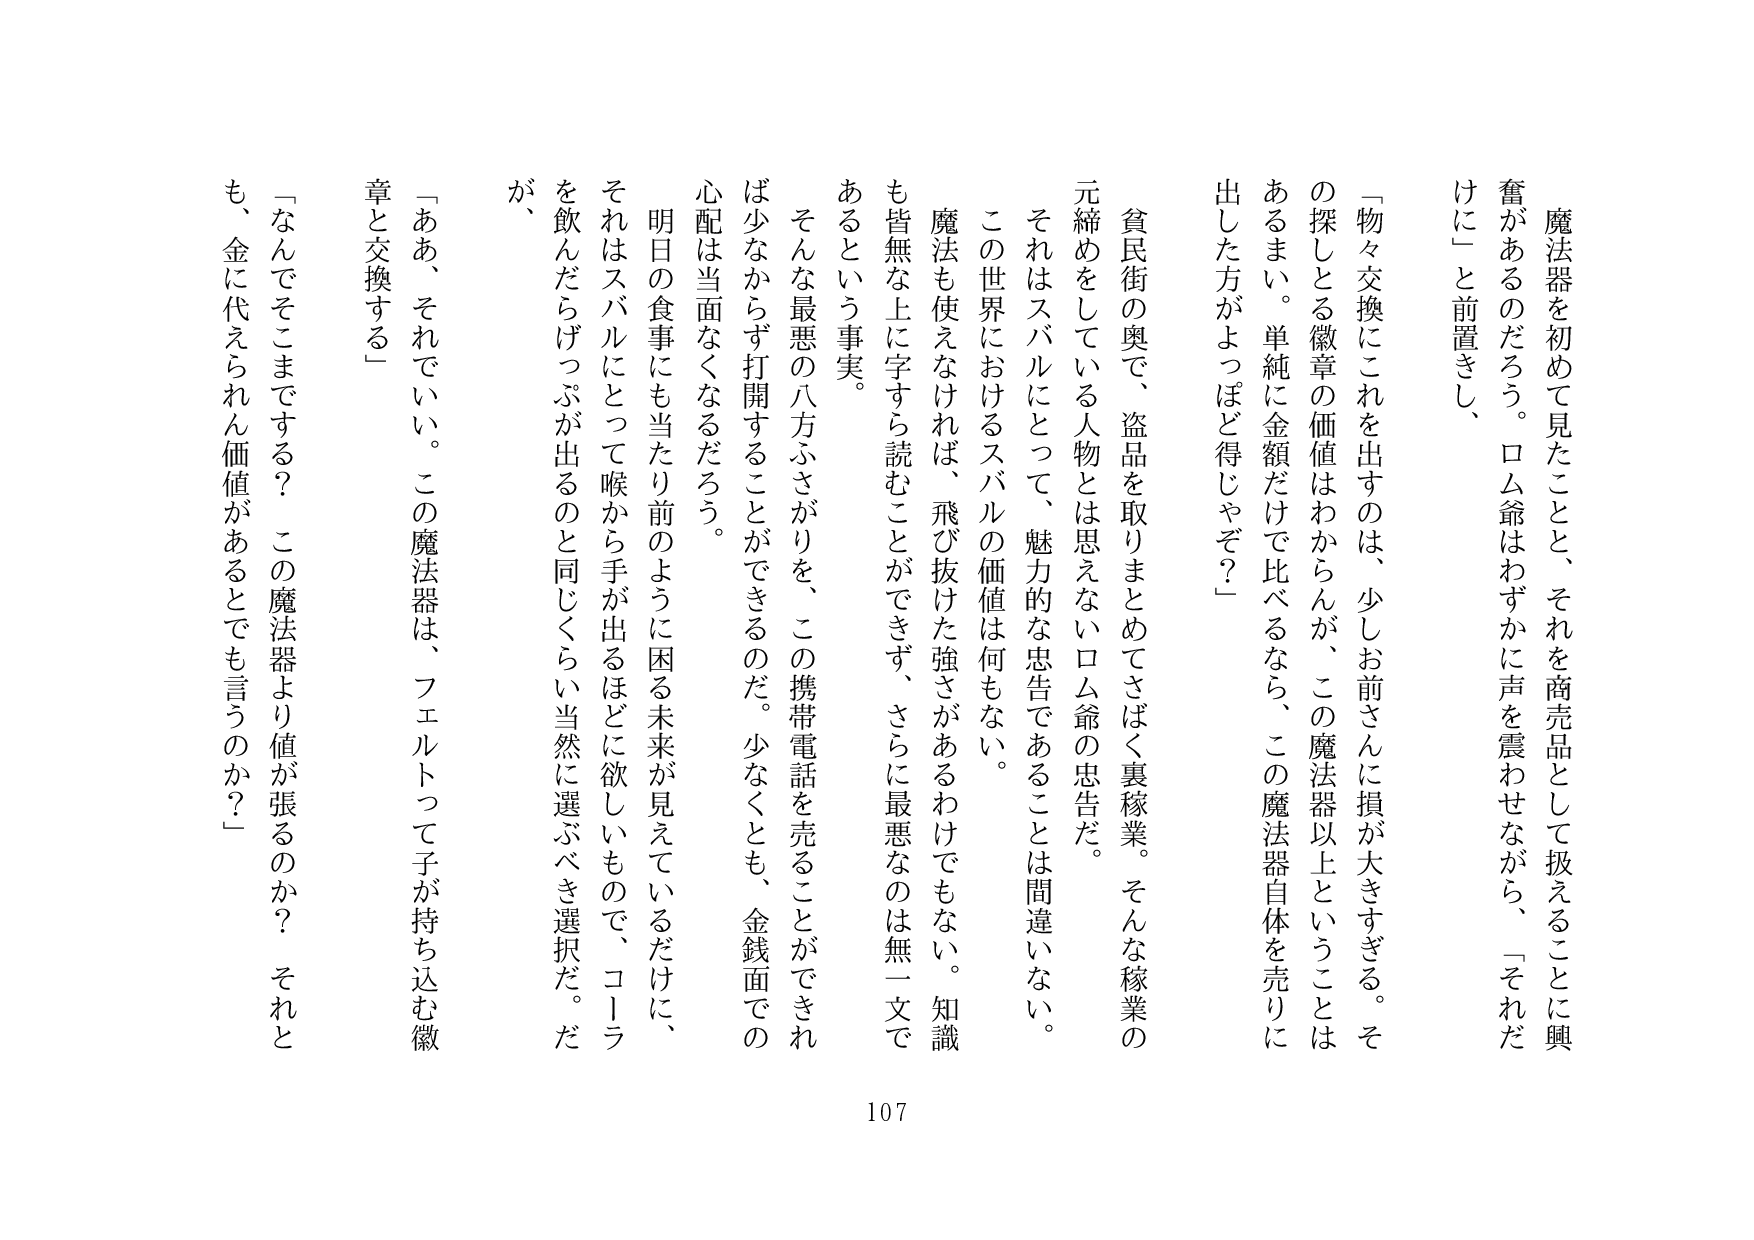 魔法器を初めて見たことと、それを商売品として扱えることに興
奮があるのだろう。ロム爺はわずかに声を震わせながら、「それだ
けに」と前置きし、
「物々交換にこれを出すのは、少しお前さんに損が大きすぎる。そ
の探しとる徽章の価値はわからんが、この魔法器以上ということは
あるまい。単純に金額だけで比べるなら、この魔法器自体を売りに
出した方がよっぽど得じゃぞ？」
　貧民街の奥で、盗品を取りまとめてさばく裏稼業。そんな稼業の
元締めをしている人物とは思えないロム爺の忠告だ。
　それはスバルにとって、魅力的な忠告であることは間違いない。
　この世界におけるスバルの価値は何もない。
　魔法も使えなければ、飛び抜けた強さがあるわけでもない。知識
も皆無な上に字すら読むことができず、さらに最悪なのは無一文で
あるという事実。
　そんな最悪の八方ふさがりを、この携帯電話を売ることができれ
ば少なからず打開することができるのだ。少なくとも、金銭面での
心配は当面なくなるだろう。
　明日の食事にも当たり前のように困る未来が見えているだけに、
それはスバルにとって喉から手が出るほどに欲しいもので、コーラ
を飲んだらげっぷが出るのと同じくらい当然に選ぶべき選択だ。だ
が、
「ああ、それでいい。この魔法器は、フェルトって子が持ち込む徽
章と交換する」
「なんでそこまでする？　この魔法器より値が張るのか？　それと
も、金に代えられん価値があるとでも言うのか？」
107